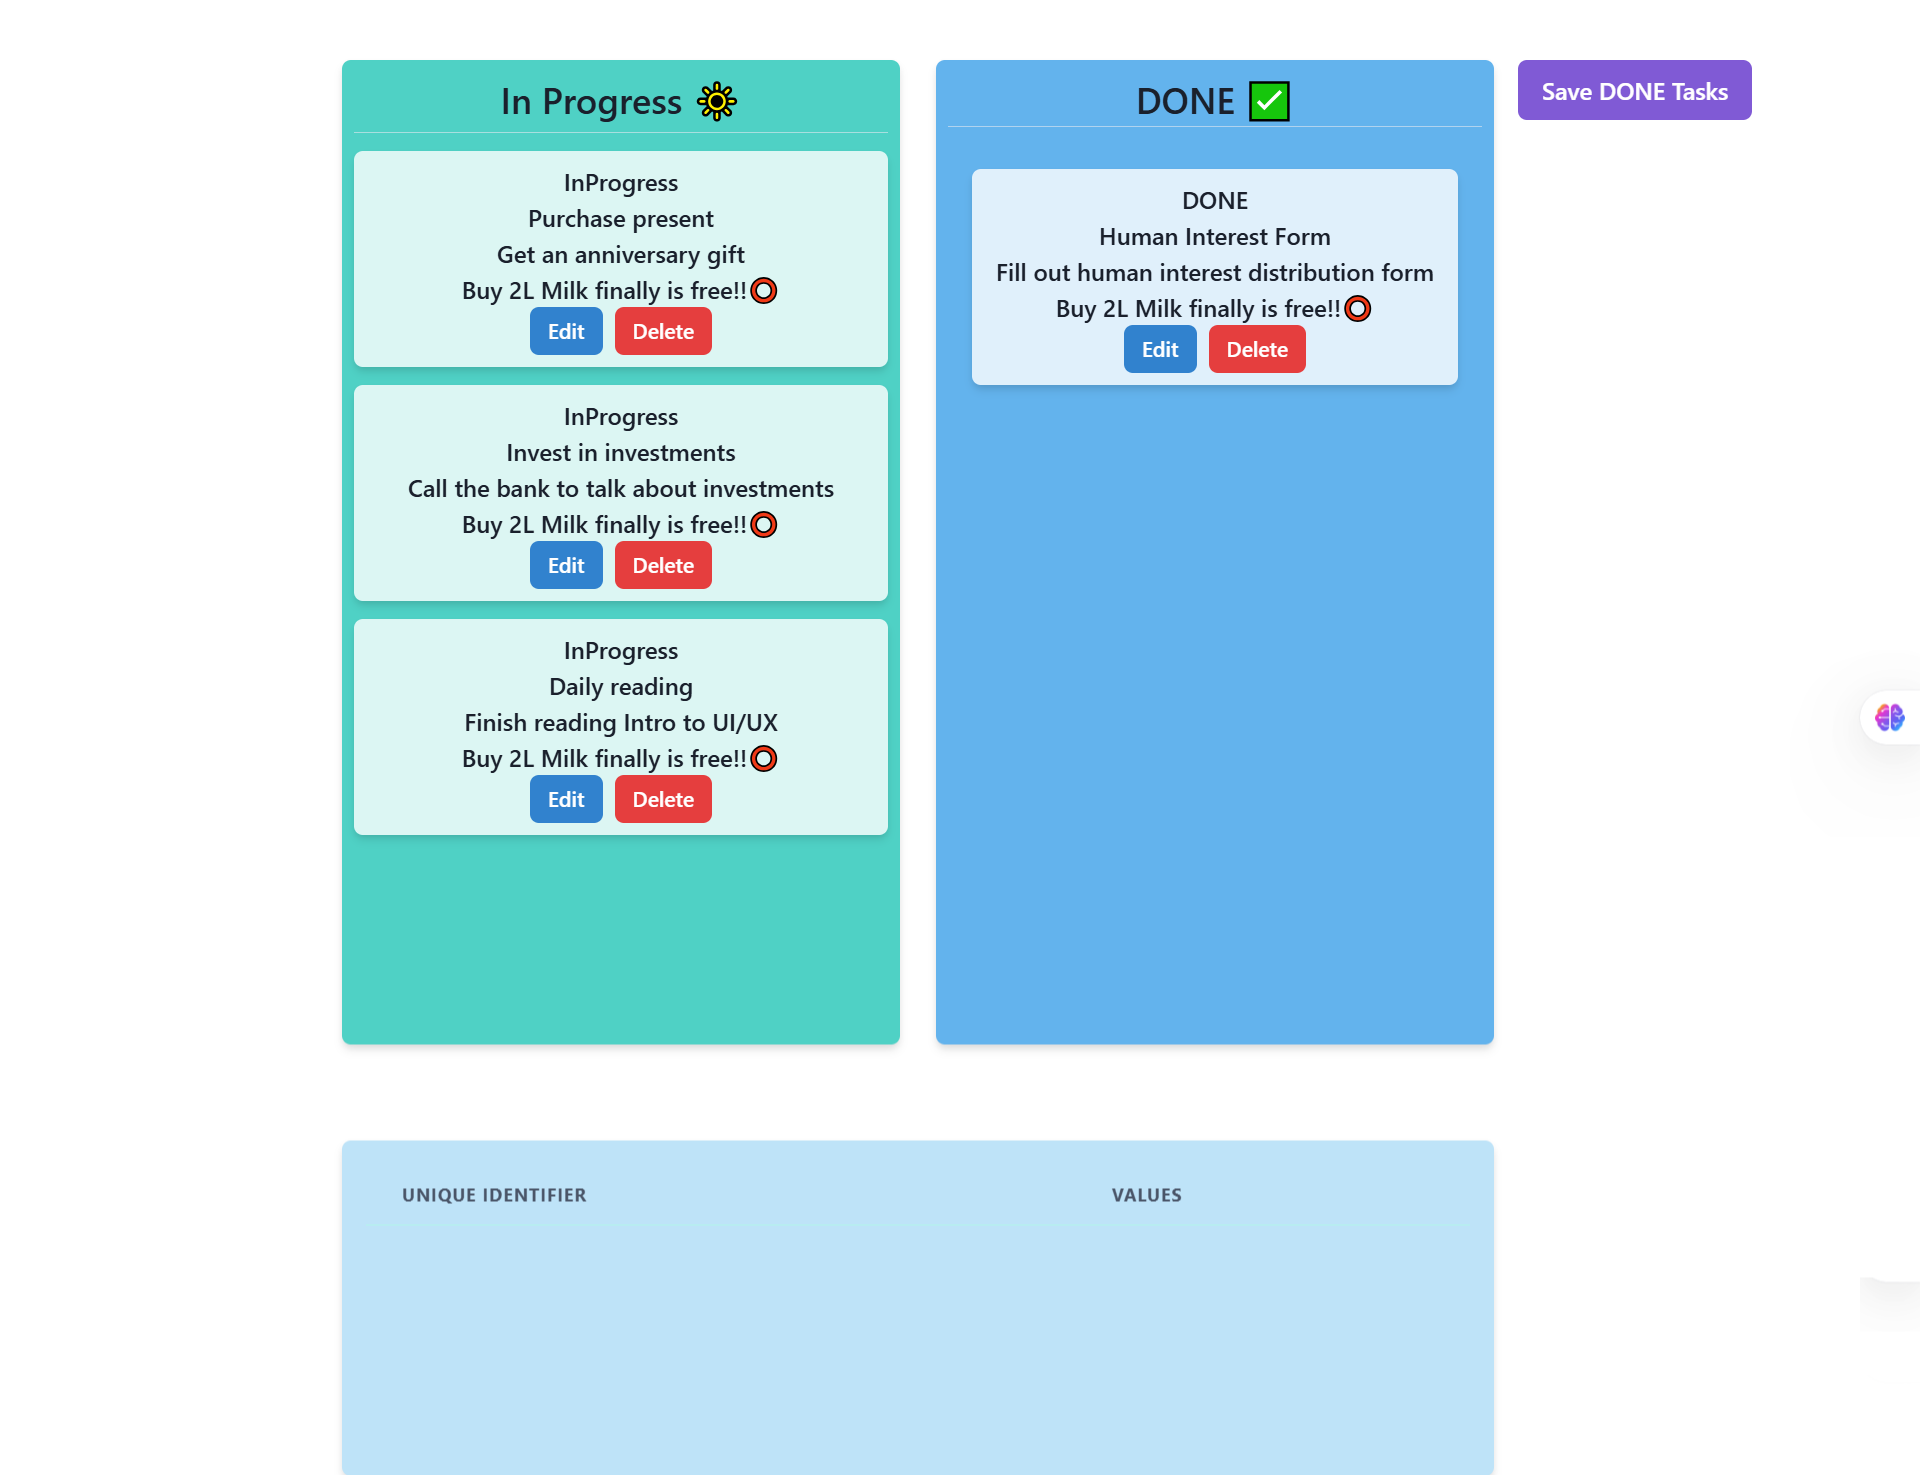 In Progress 🔆
InProgress
Purchase present
Get an anniversary gift
Buy 2L Milk finally is free!!⭕
Edit Delete
InProgress
Invest in investments
Call the bank to talk about investments
Buy 2L Milk finally is free!!⭕
Edit Delete
InProgress
Daily reading
Finish reading Intro to UI/UX
Buy 2L Milk finally is free!!⭕
Edit Delete
DONE ✅
DONE
Human Interest Form
Fill out human interest distribution form
Buy 2L Milk finally is free!!⭕
Edit Delete
Save DONE Tasks
UNIQUE IDENTIFIER VALUES